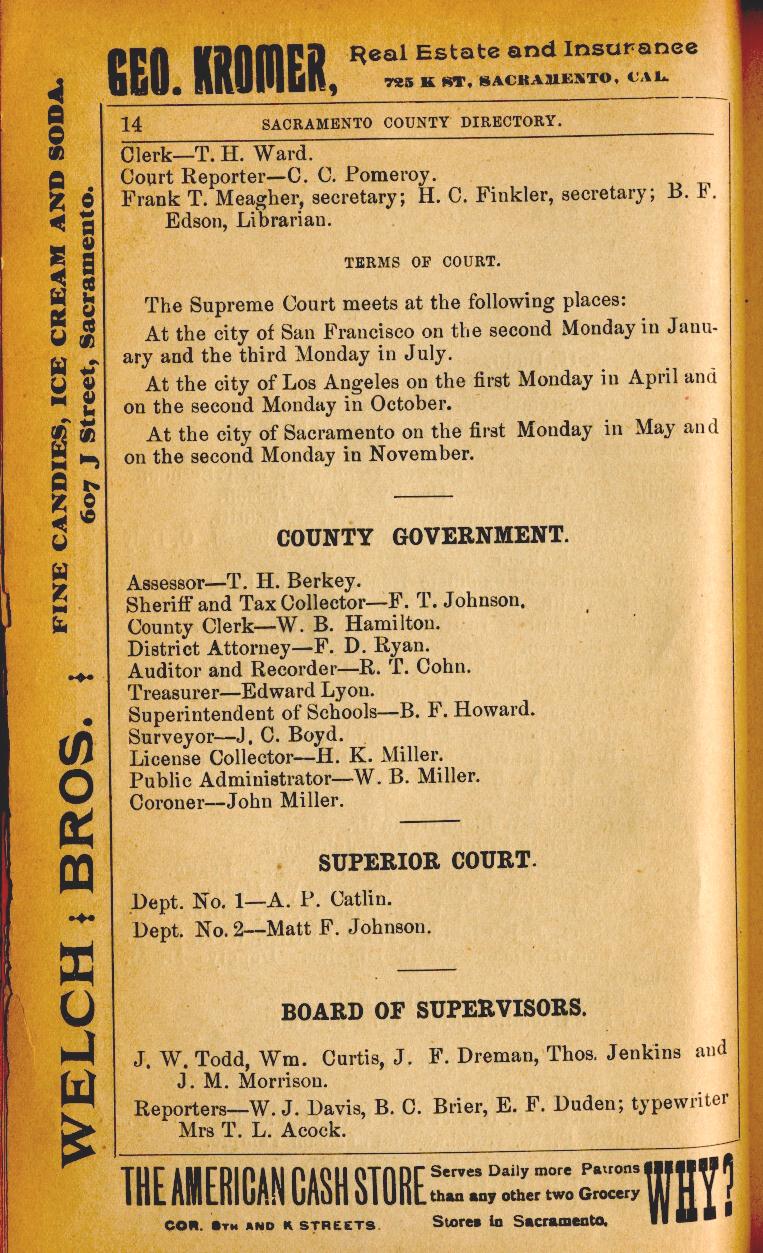 GEO. KROMER, Real Estate and Insurance
725 K ST, SACRAMENTO, CAL.
14 SACRAMENTO COUNTY DIRECTORY.
Clerk—T. H. Ward.
Court Reporter—C. C. Pomeroy.
Frank T. Meagher, secretary; H. C. Finkler, secretary; B. F.
Edson, Librarian.
TERMS OF COURT.
The Supreme Court meets at the following places:
At the city of San Francisco on the second Monday in Janu-
ary and the third Monday in July.
At the city of Los Angeles on the first Monday in April and
on the second Monday in October.
At the city of Sacramento on the first Monday in May and
on the second Monday in November.
COUNTY GOVERNMENT.
Assessor—T. H. Berkey.
Sheriff and Tax Collector—F. T. Johnson.
County Clerk—W. B. Hamilton.
District Attorney—F. D. Ryan.
Auditor and Recorder—R. T. Cohn.
Treasurer—Edward Lyon.
Superintendent of Schools—B. F. Howard.
Surveyor—J. C. Boyd.
License Collector—H. K. Miller.
Public Administrator—W. B. Miller.
Coroner—John Miller.
SUPERIOR COURT.
Dept. No. 1—A. P. Catlin.
Dept. No. 2—Matt F. Johnson.
BOARD OF SUPERVISORS.
J. W. Todd, Wm. Curtis, J. F. Dreman, Thos. Jenkins and
J. M. Morrison.
Reporters—W. J. Davis, B. C. Brier, E. F. Duden; typewriter
Mrs T. L. Acock.
THE AMERICAN CASH STORE
COR. 8TH AND K STREETS.
Serves Daily more Patrons
than any other two Grocery
Stores in Sacramento.
WHY?
WELCH : BROS. :
FINE CANDIES, ICE CREAM AND SODA.
607 J Street, Sacramento.